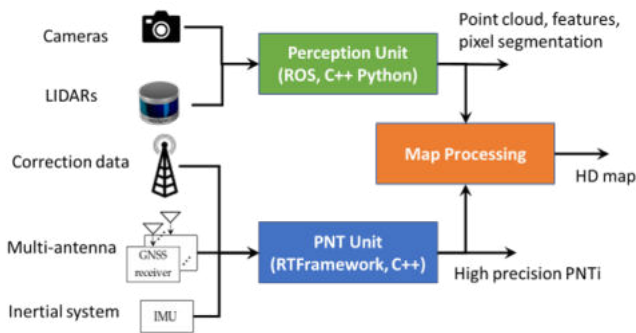 Cameras
LIDARs
Correction data
Multi-antenna
GNSS
receiver
Inertial system
IMU
Perception Unit
(ROS, C++ Python)
PNT Unit
(RTFramework, C++)
Point cloud, features,
pixel segmentation
Map Processing
HD map
High precision PNTi